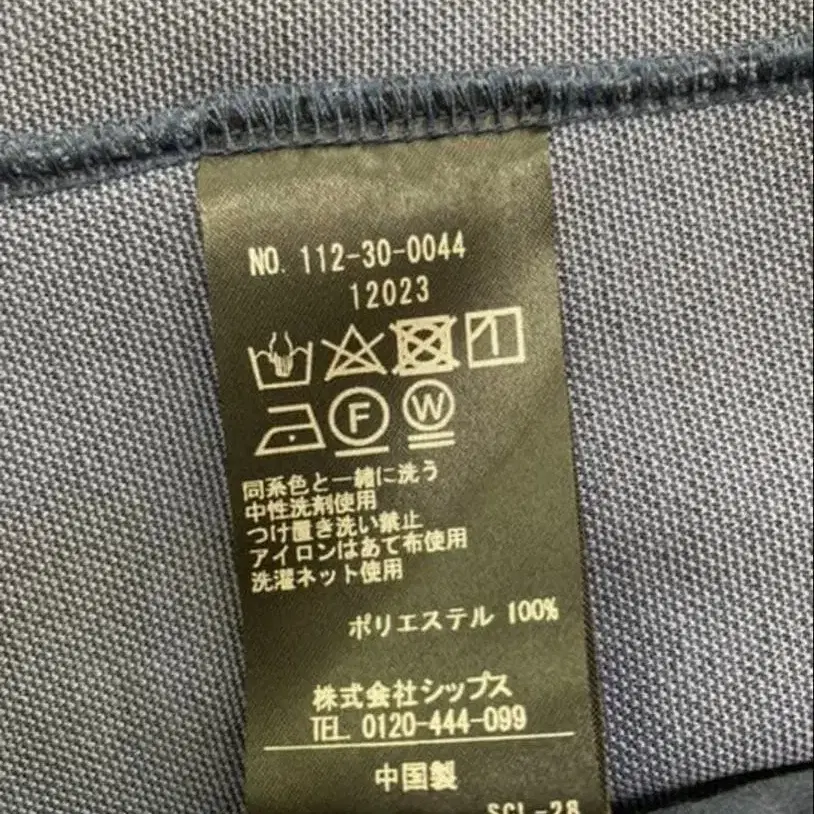 NO. 112-30-0044
12023
F W
同系色と一緒に洗う
中性洗剤使用
つけ置き洗い禁止
アイロンはあて布使用
洗濯ネット使用
ポリエステル 100%
株式会社シップス
TEL. 0120-444-099
中国製
SCL-28